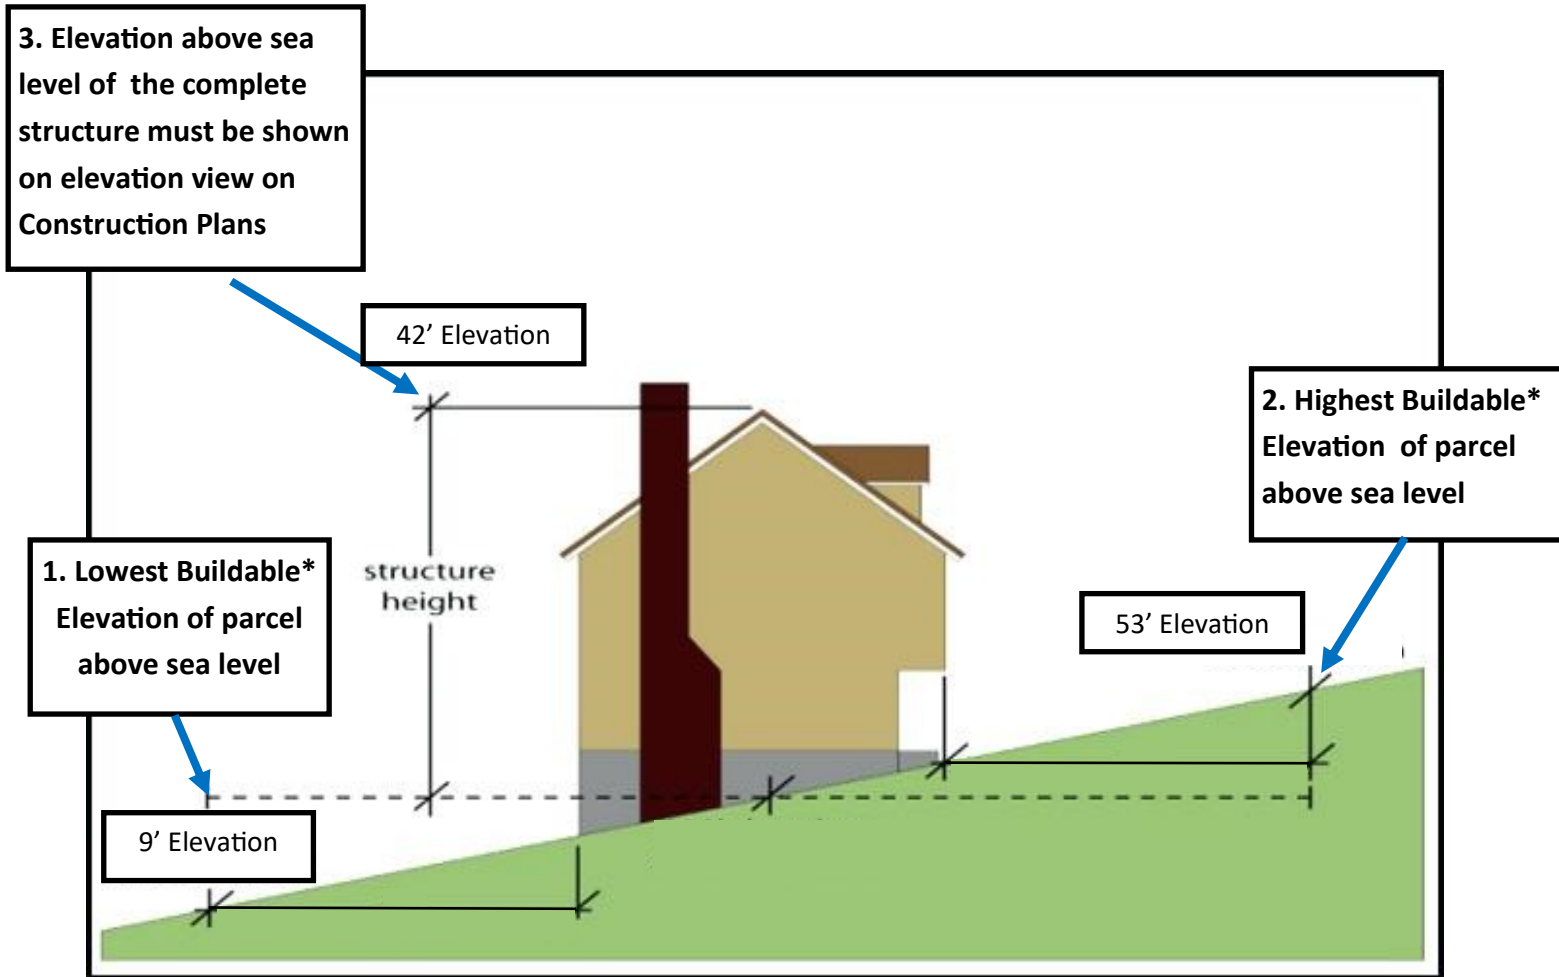 3. Elevation above sea
level of the complete
structure must be shown
on elevation view on
Construction Plans
42’ Elevation
2. Highest Buildable*
Elevation of parcel
above sea level
1. Lowest Buildable*
Elevation of parcel
above sea level
structure
height
53’ Elevation
9’ Elevation